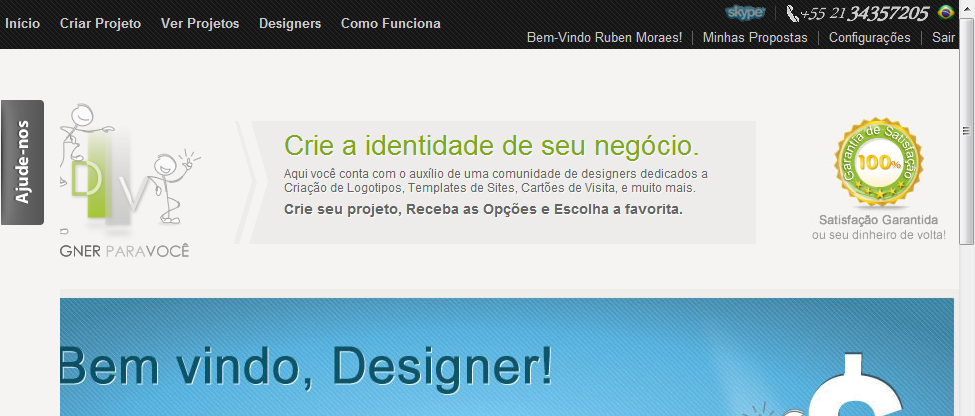 Início Criar Projeto Ver Projetos Designers Como Funciona
skype +55 21 34357205
Bem-Vindo Ruben Moraes! Minhas Propostas Configurações Sair
Ajude-nos
DV
GNER PARAVOCÊ
Crie a identidade de seu negócio.
Aqui você conta com o auxílio de uma comunidade de designers dedicados a
Criação de Logotipos, Templates de Sites, Cartões de Visita, e muito mais.
Crie seu projeto, Receba as Opções e Escolha a favorita.
Garantia de Satisfação
100%
Satisfação Garantida
ou seu dinheiro de volta!
Bem vindo, Designer!
$